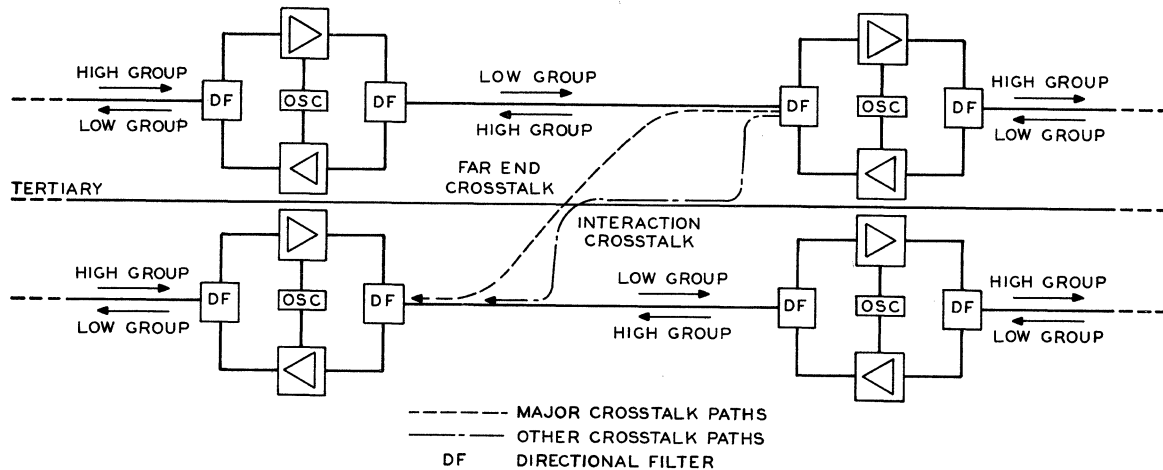 HIGH GROUP
LOW GROUP
DF
OSC
DF
LOW GROUP
HIGH GROUP
DF
OSC
DF
HIGH GROUP
LOW GROUP
FAR END
CROSSTALK
TERTIARY
INTERACTION
CROSSTALK
HIGH GROUP
LOW GROUP
DF
OSC
DF
LOW GROUP
HIGH GROUP
DF
OSC
DF
HIGH GROUP
LOW GROUP
MAJOR CROSSTALK PATHS
OTHER CROSSTALK PATHS
DF DIRECTIONAL FILTER